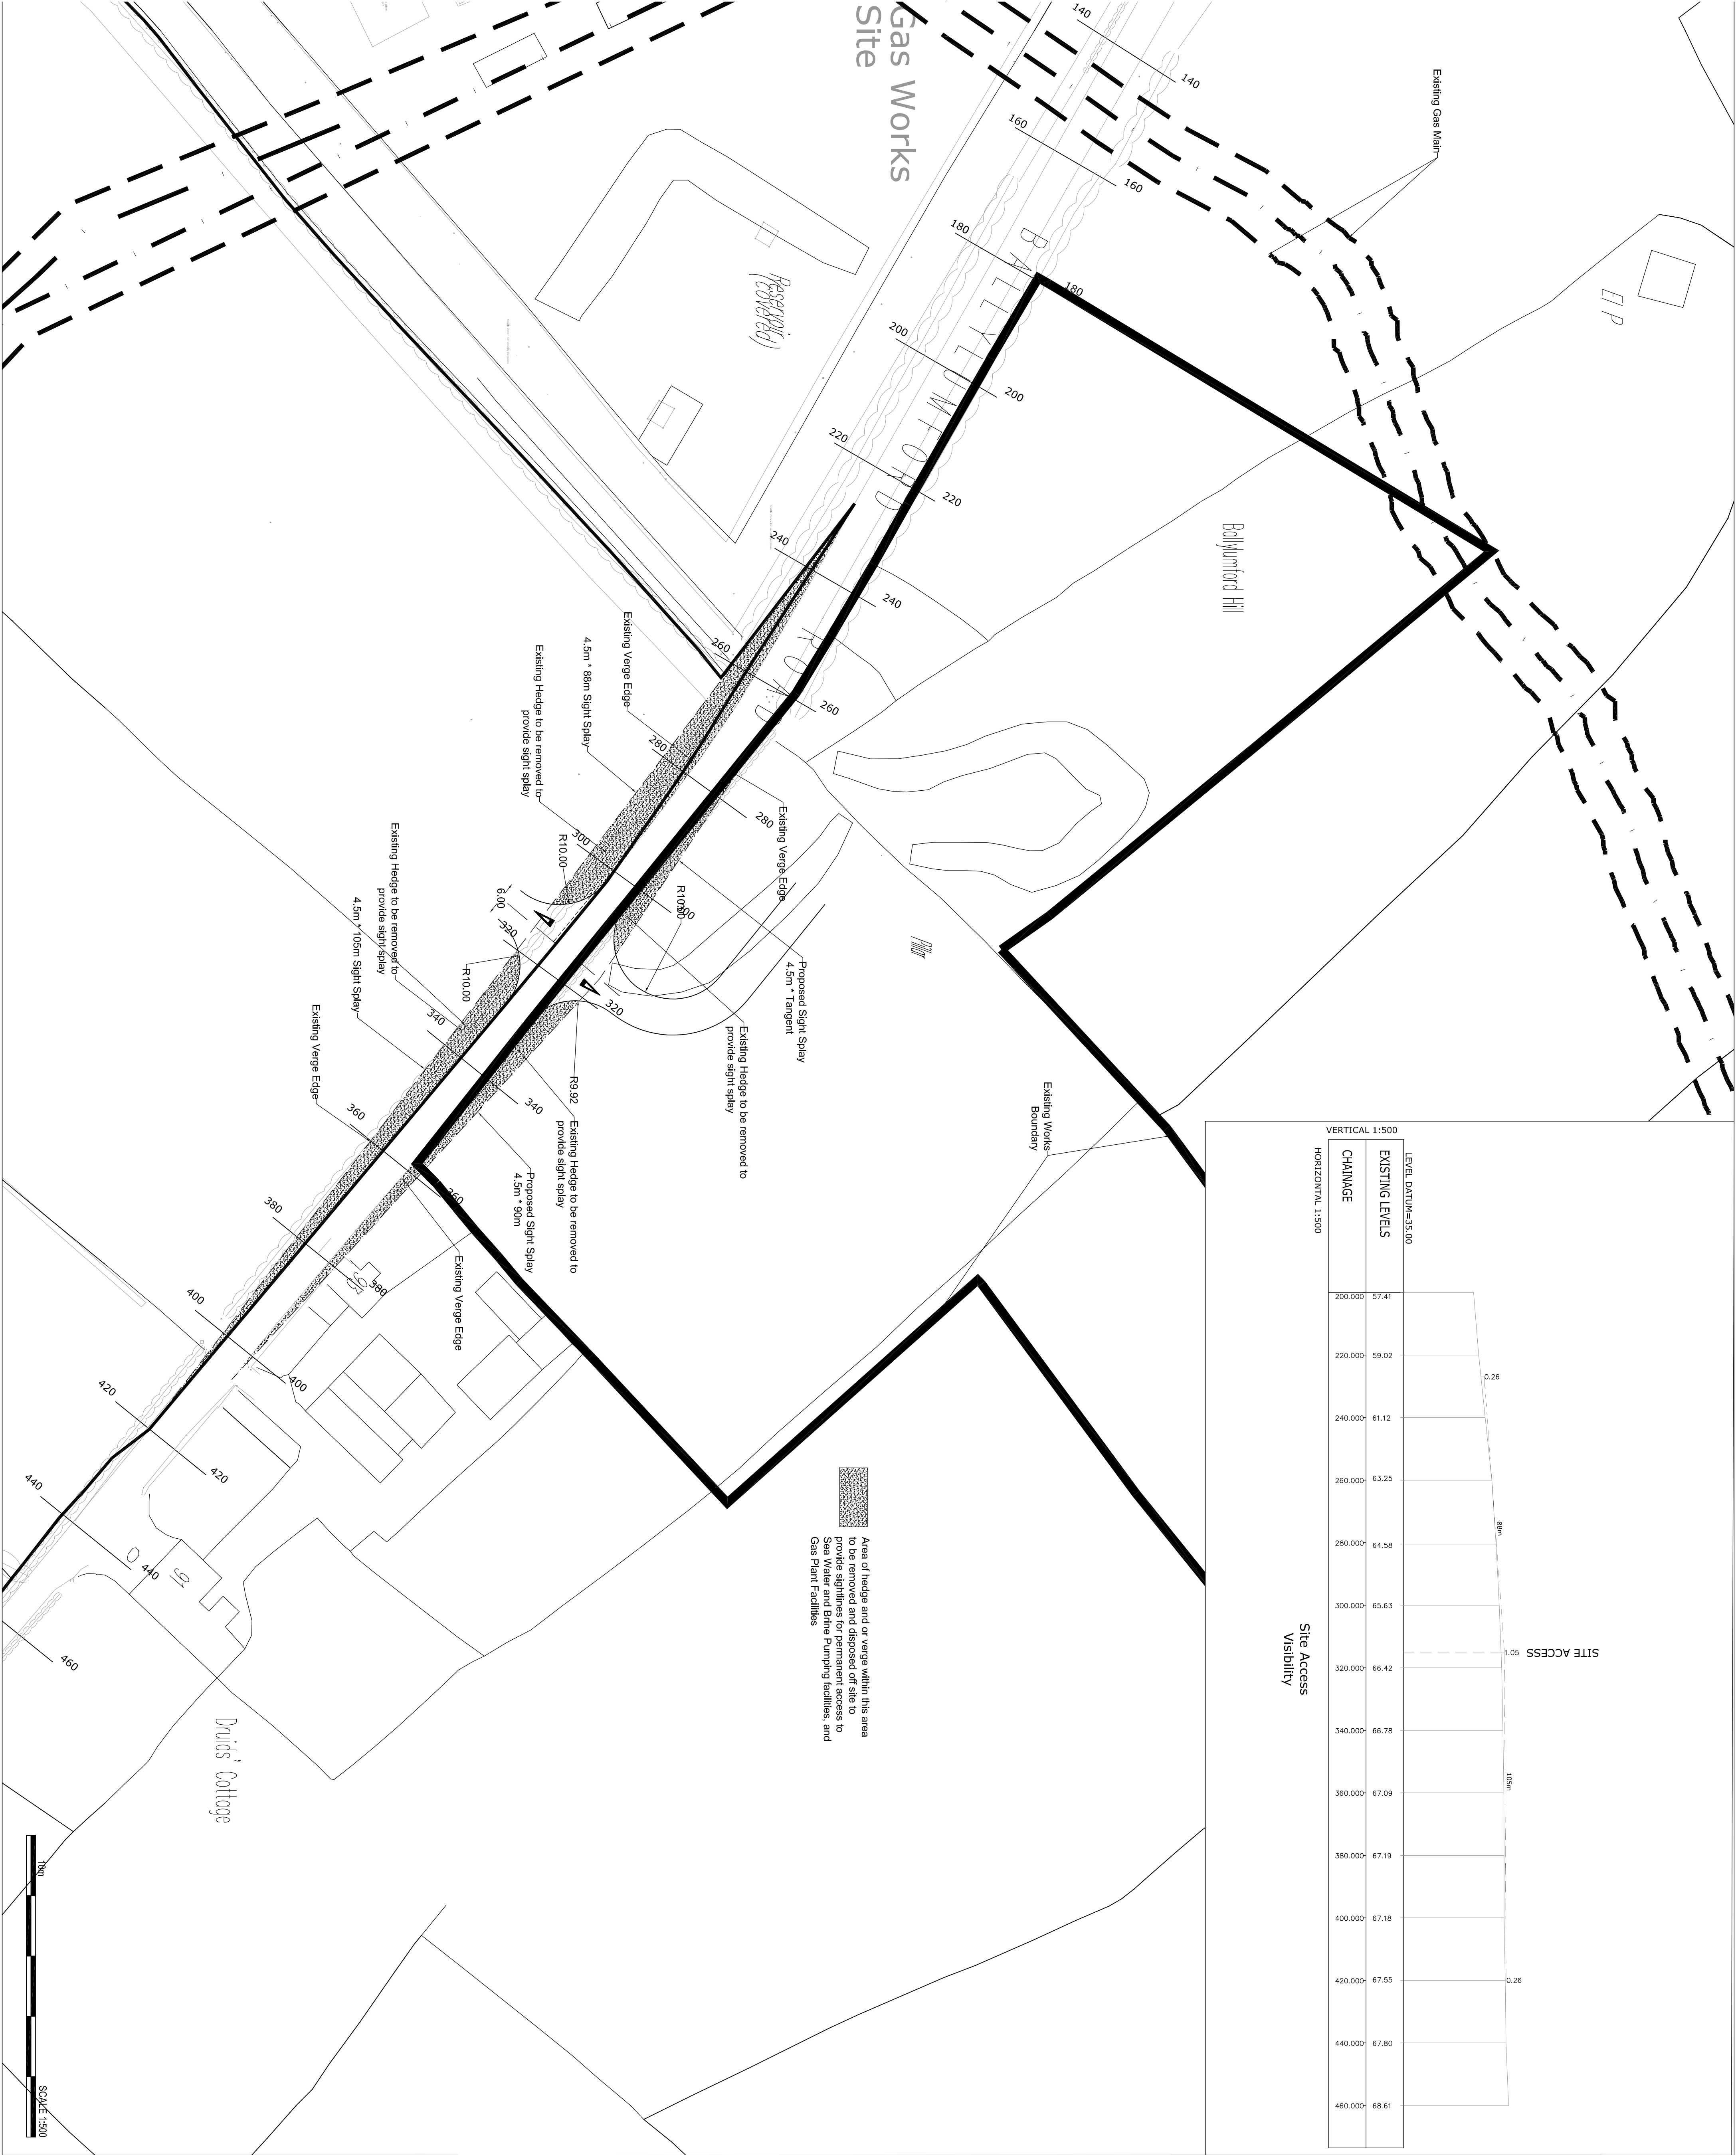 Gas Works
Site
140
140
160
160
180
180
200
200
220
220
240
240
260
260
280
280
300
300
320
320
340
340
360
360
380
380
400
400
420
420
440
440
460
Existing Gas Main
E/P
BALLYLUMFORD ROAD
Reservoir
(covered)
Ballylumford Hill
Existing Verge Edge
4.5m * 88m Sight Splay
Existing Hedge to be removed to
provide sight splay
R10.00
6.00
Existing Hedge to be removed to
provide sight splay
4.5m * 105m Sight Splay
R10.00
Existing Verge Edge
Existing Verge Edge
R10.00
Pillar
Proposed Sight Splay
4.5m * Tangent
Existing Hedge to be removed to
provide sight splay
R9.92
Existing Hedge to be removed to
provide sight splay
Proposed Sight Splay
4.5m * 90m
Existing Verge Edge
Existing Works
Boundary
Area of hedge and or verge within this area
to be removed and disposed off site to
provide sightlines for permanent access to
Sea Water and Brine Pumping facilities, and
Gas Plant Facilities
Druids' Cottage
10m
SCALE 1:500
LEVEL DATUM=35.00
VERTICAL 1:500
EXISTING LEVELS
CHAINAGE
HORIZONTAL 1:500
57.41
59.02
61.12
63.25
64.58
65.63
66.42
66.78
67.09
67.19
67.18
67.55
67.80
68.61
200.000
220.000
240.000
260.000
280.000
300.000
320.000
340.000
360.000
380.000
400.000
420.000
440.000
460.000
0.26
88m
1.05
SITE ACCESS
105m
0.26
Site Access
Visibility